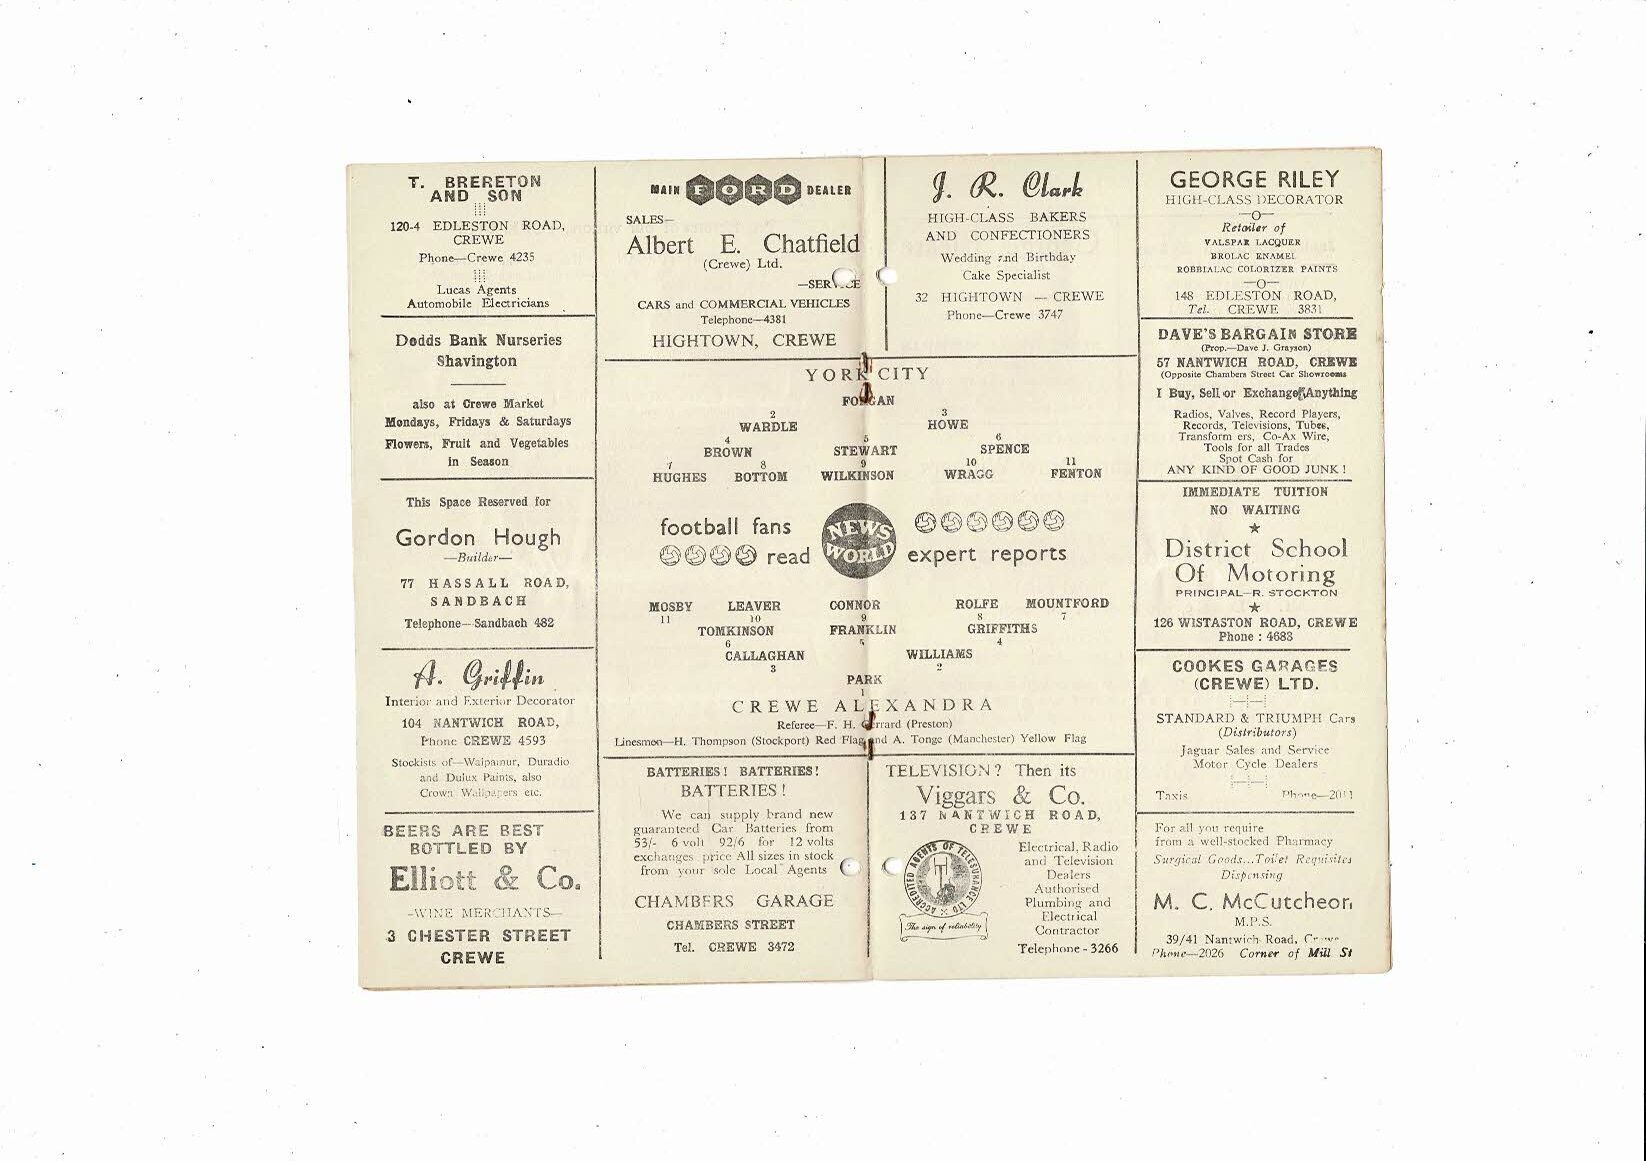 T. BRERETON
AND SON
120-4 EDLESTON ROAD,
CREWE
Phone—Crewe 4235
Lucas Agents
Automobile Electricians
Dodds Bank Nurseries
Shavington
also at Crewe Market
Mondays, Fridays & Saturdays
Flowers, Fruit and Vegetables
in Season
This Space Reserved for
Gordon Hough
—Builder—
77 HASSALL ROAD,
SANDBACH
Telephone—Sandbach 482
A. Griffin
Interior and Exterior Decorator
104 NANTWICH ROAD,
Phone CREWE 4593
Stockists of—Walpamur, Duradio
and Dulux Paints, also
Crown Wallpapers etc.
BEERS ARE BEST
BOTTLED BY
Elliott & Co.
—WINE MERCHANTS—
3 CHESTER STREET
CREWE
MAIN FORD DEALER
SALES—
Albert E. Chatfield
(Crewe) Ltd.
—SERVICE
CARS and COMMERCIAL VEHICLES
Telephone—4381
HIGHTOWN, CREWE
J. R. Clark
HIGH-CLASS BAKERS
AND CONFECTIONERS
Wedding and Birthday
Cake Specialist
32 HIGHTOWN — CREWE
Phone—Crewe 3747
YORK CITY
FORGAN
2 3
WARDLE HOWE
4 5 6
BROWN STEWART SPENCE
7 8 9 10 11
HUGHES BOTTOM WILKINSON WRAGG FENTON
football fans
read
NEWS
WORLD
expert reports
MOSBY LEAVER CONNOR ROLFE MOUNTFORD
11 10 9 8 7
TOMKINSON FRANKLIN GRIFFITHS
6 5 4
CALLAGHAN WILLIAMS
3 2
PARK
1
CREWE ALEXANDRA
Referee—F. H. Gerrard (Preston)
Linesmen—H. Thompson (Stockport) Red Flag and A. Tonge (Manchester) Yellow Flag
BATTERIES! BATTERIES!
BATTERIES!
We can supply brand new
guaranteed Car Batteries from
53/- 6 volt 92/6 for 12 volts
exchanges price All sizes in stock
from your sole Local Agents
CHAMBERS GARAGE
CHAMBERS STREET
Tel. CREWE 3472
TELEVISION? Then its
Viggars & Co.
137 NANTWICH ROAD,
CREWE
ACCREDITED AGENTS OF TELESURANCE LTD
The sign of reliability
Electrical, Radio
and Television
Dealers
Authorised
Plumbing and
Electrical
Contractor
Telephone - 3266
GEORGE RILEY
HIGH-CLASS DECORATOR
—O—
Retailer of
VALSPAR LACQUER
BROLAC ENAMEL
ROBBIALAC COLORIZER PAINTS
—O—
148 EDLESTON ROAD,
Tel. CREWE 3831
DAVE'S BARGAIN STORE
(Prop.—Dave J. Grayson)
57 NANTWICH ROAD, CREWE
(Opposite Chambers Street Car Showrooms
I Buy, Sell or Exchange Anything
Radios, Valves, Record Players,
Records, Televisions, Tubes,
Transform ers, Co-Ax Wire,
Tools for all Trades
Spot Cash for
ANY KIND OF GOOD JUNK!
IMMEDIATE TUITION
NO WAITING
District School
Of Motoring
PRINCIPAL—R. STOCKTON
126 WISTASTON ROAD, CREWE
Phone : 4683
COOKES GARAGES
(CREWE) LTD.
STANDARD & TRIUMPH Cars
(Distributors)
Jaguar Sales and Service
Motor Cycle Dealers
Taxis Phone—2011
For all you require
from a well-stocked Pharmacy
Surgical Goods...Toilet Requisites
Dispensing
M. C. McCutcheon
M.P.S.
39/41 Nantwich Road, Crewe
Phone—2026 Corner of Mill St